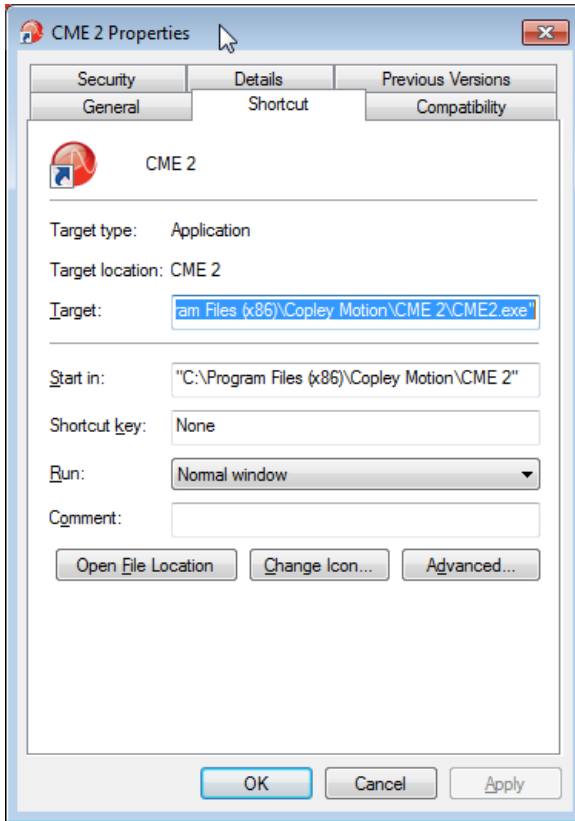 CME 2 Properties
Security Details Previous Versions
General Shortcut Compatibility
CME 2
Target type: Application
Target location: CME 2
Target: ram Files (x86)\Copley Motion\CME 2\CME2.exe"
Start in: "C:\Program Files (x86)\Copley Motion\CME 2"
Shortcut key: None
Run: Normal window
Comment:
Open File Location Change Icon... Advanced...
OK Cancel Apply